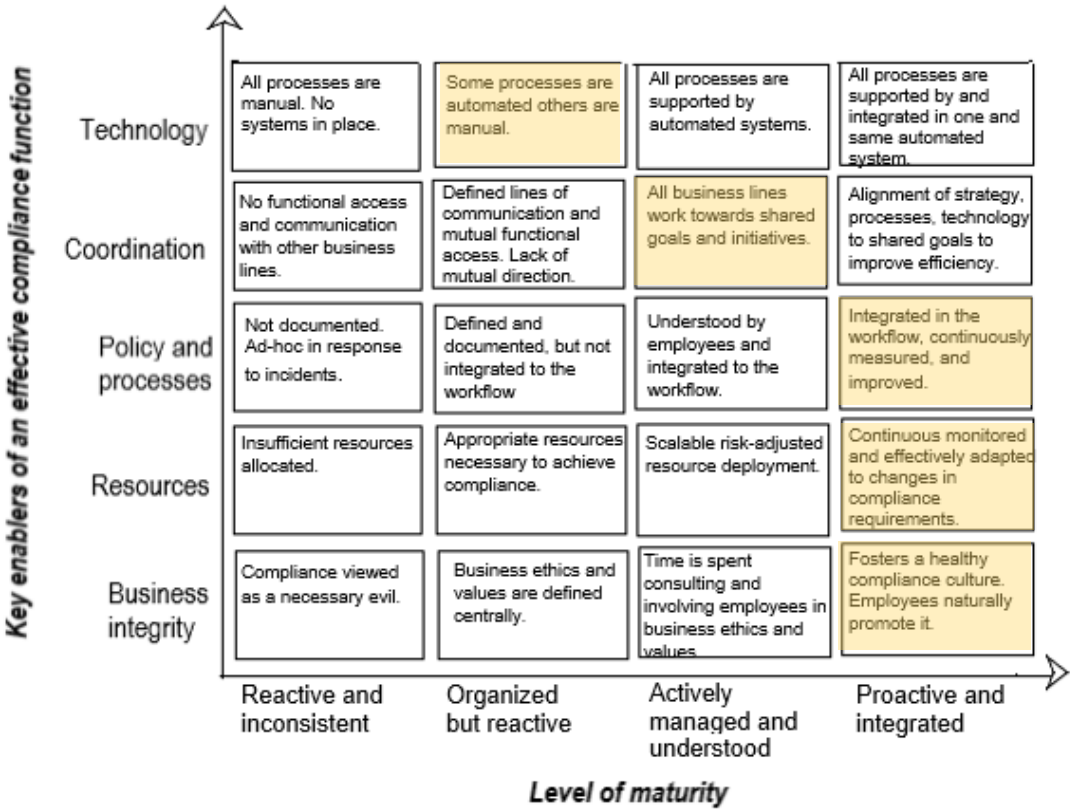 Key enablers of an effective compliance function
Technology
All processes are
manual. No
systems in place.
Some processes are
automated others are
manual.
All processes are
supported by
automated systems.
All processes are
supported by and
integrated in one and
same automated
system.
Coordination
No functional access
and communication
with other business
lines.
Defined lines of
communication and
mutual functional
access. Lack of
mutual direction.
All business lines
work towards shared
goals and initiatives.
Alignment of strategy,
processes, technology
to shared goals to
improve efficiency.
Policy and
processes
Not documented.
Ad-hoc in response
to incidents.
Defined and
documented, but not
integrated to the
workflow
Understood by
employees and
integrated to the
workflow.
Integrated in the
workflow, continuously
measured, and
improved.
Resources
Insufficient resources
allocated.
Appropriate resources
necessary to achieve
compliance.
Scalable risk-adjusted
resource deployment.
Continuous monitored
and effectively adapted
to changes in
compliance
requirements.
Business
integrity
Compliance viewed
as a necessary evil.
Business ethics and
values are defined
centrally.
Time is spent
consulting and
involving employees in
business ethics and
values
Fosters a healthy
compliance culture.
Employees naturally
promote it.
Reactive and
inconsistent
Organized
but reactive
Actively
managed and
understood
Proactive and
integrated
Level of maturity